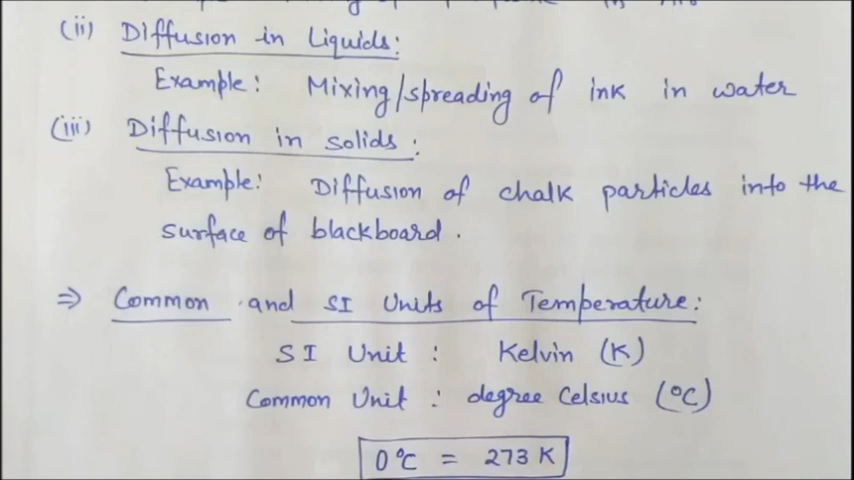 (ii) Diffusion in Liquids:
Example: Mixing/spreading of ink in water
(iii) Diffusion in solids:
Example: Diffusion of chalk particles into the
surface of blackboard.
⇒ Common and SI Units of Temperature:
SI Unit : Kelvin (K)
Common Unit : degree Celsius (°C)
0°C = 273 K